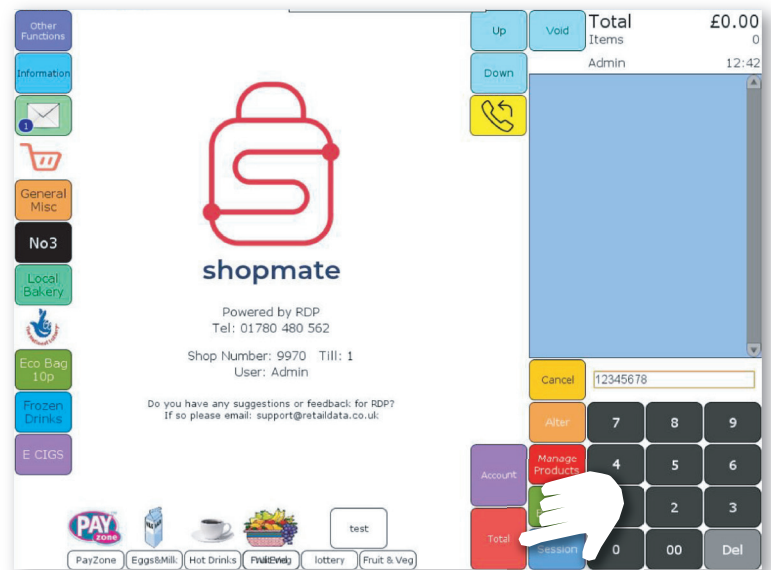 Other
Functions
Information
1
General
Misc
No3
Local
Bakery
The National Lottery
Eco Bag
10p
Frozen
Drinks
E CIGS
shopmate
Powered by RDP
Tel: 01780 480 562
Shop Number: 9970 Till: 1
User: Admin
Do you have any suggestions or feedback for RDP?
If so please email: support@retaildata.co.uk
PAY
zone
MILK
test
PayZone
Eggs&Milk
Hot Drinks
lottery
Fruit & Veg
Up
Down
Void
Total £0.00
Items 0
Admin 12:42
Cancel
12345678
Alter
7 8 9
Manage
Products
4 5 6
Account
2 3
Total
Session
0 00 Del